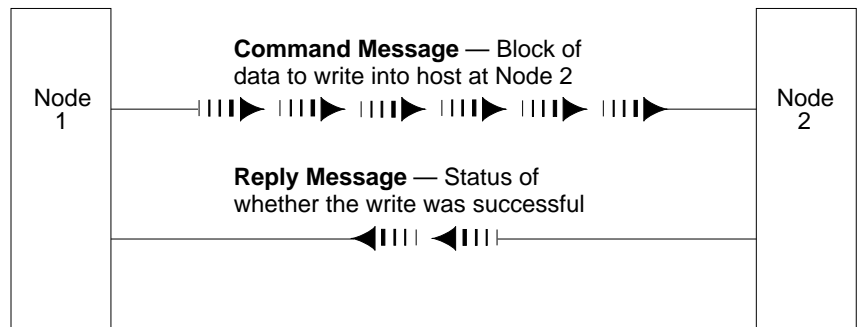 Command Message — Block of
data to write into host at Node 2
Node
1
Node
2
Reply Message — Status of
whether the write was successful